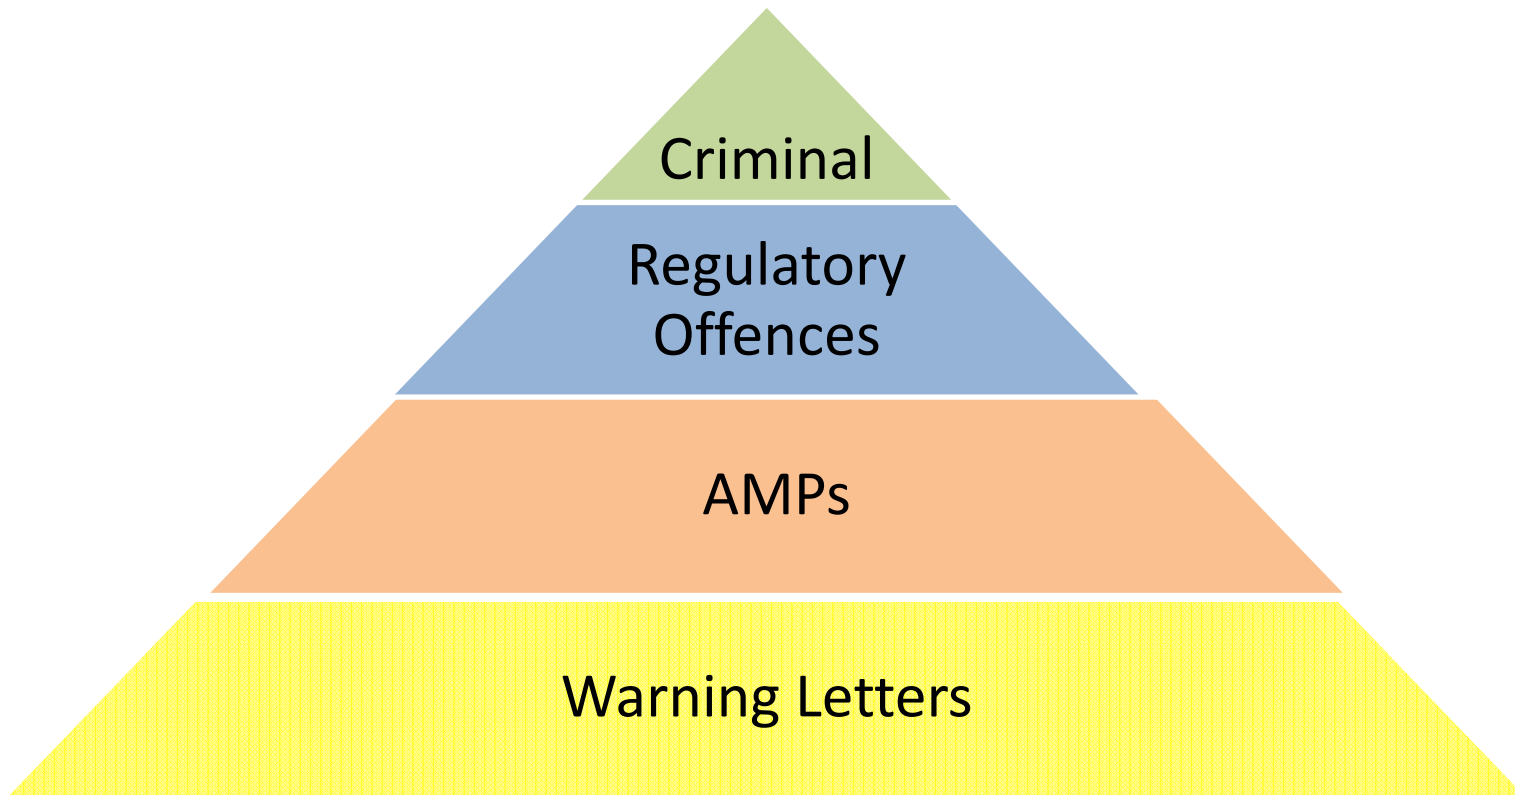 Criminal
Regulatory
Offences
AMPs
Warning Letters